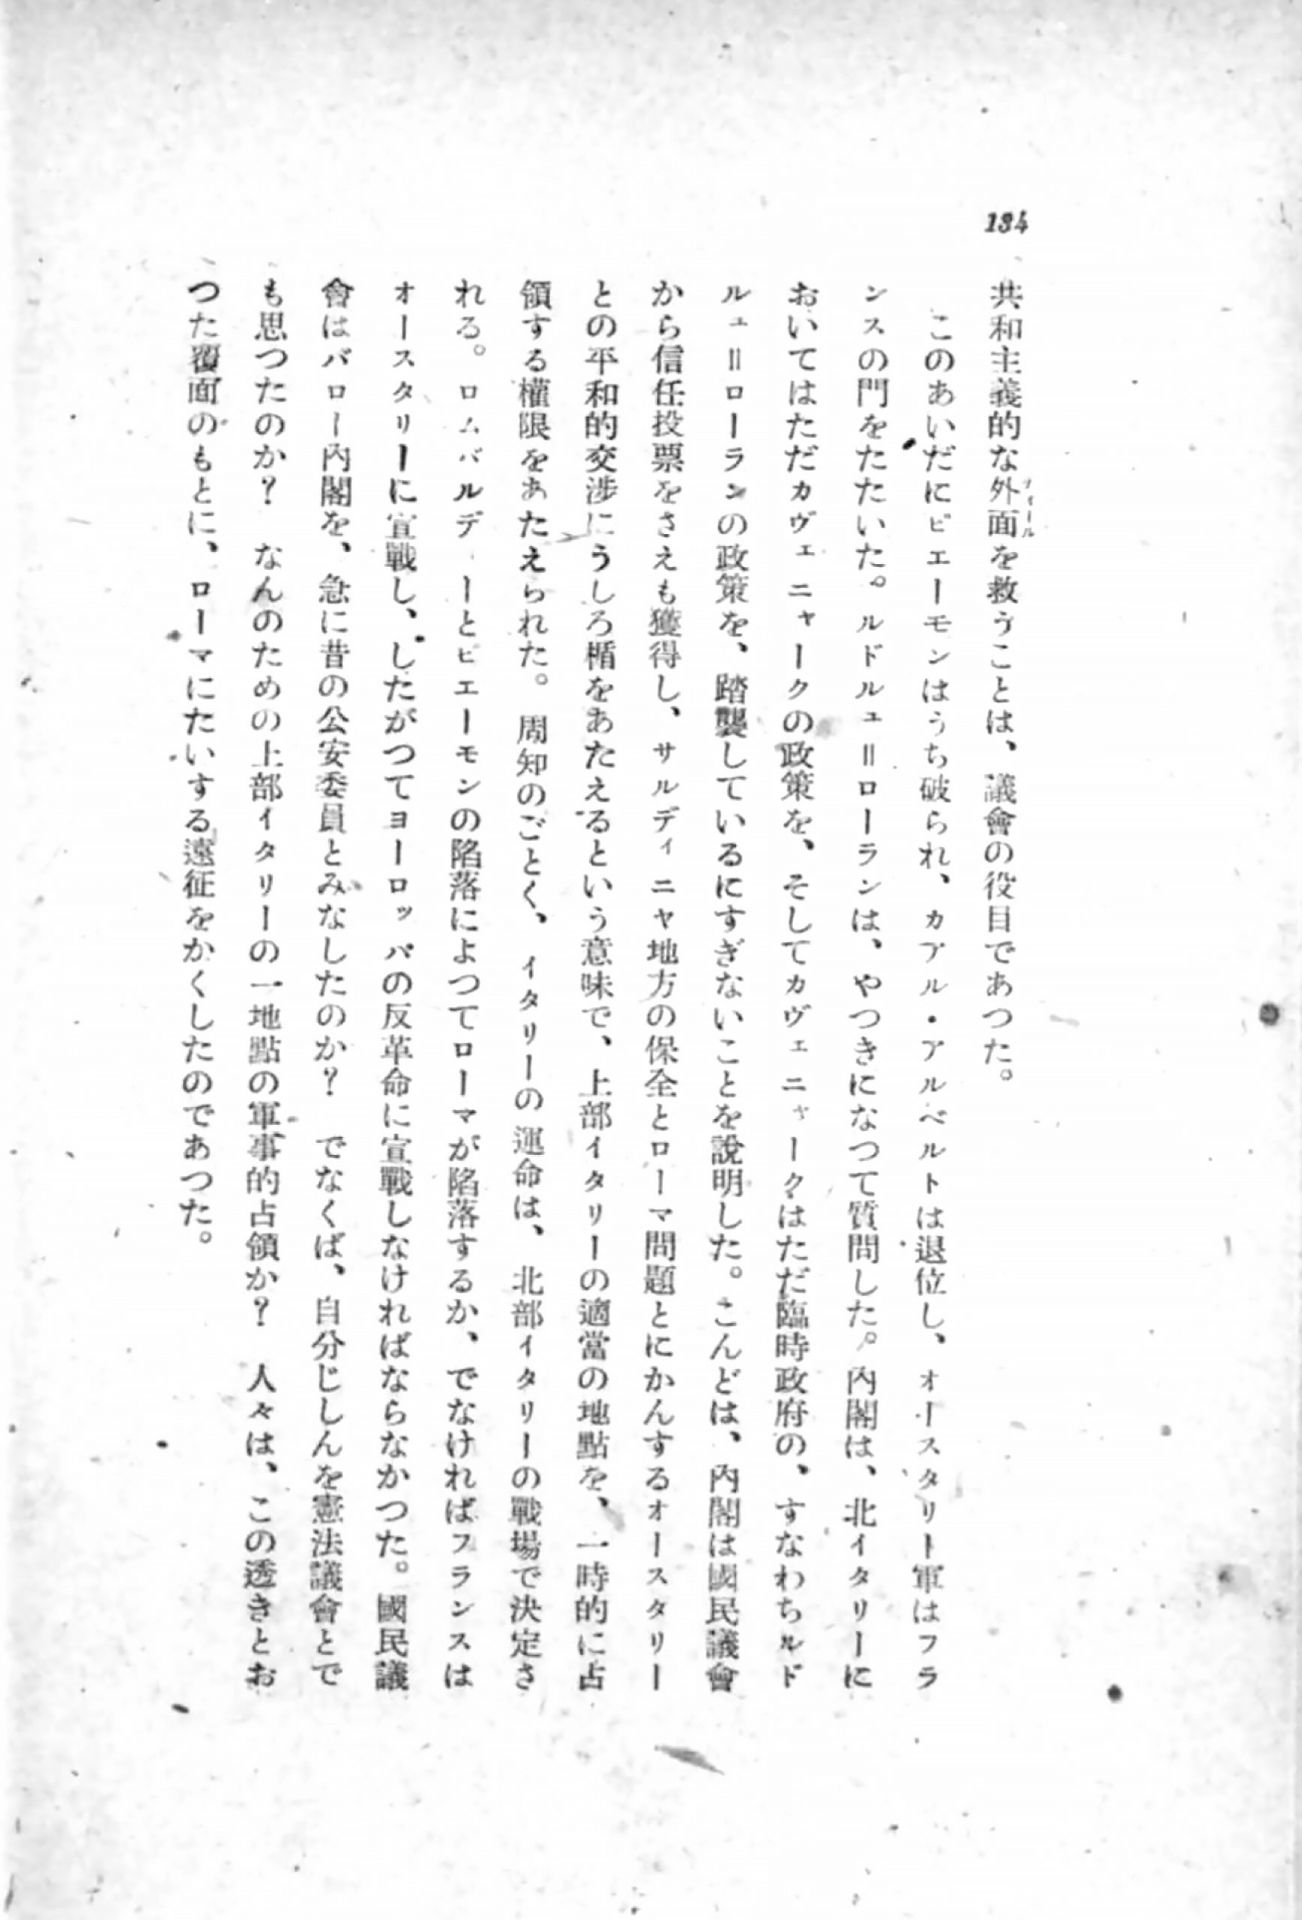 134
共和主義的な外面を救うことは、議會の役目であつた。
このあいだにピエーモンはうち破られ、カアル・アルベルトは退位し、オースタリー軍はフラ
ンスの門をたたいた。ルドルュ＝ローランは、やつきになつて質問した。内閣は、北イタリーに
おいてはただカヴェニャークの政策を、そしてカヴェニャークはただ臨時政府の、すなわちルド
ルュ＝ローランの政策を、踏襲しているにすぎないことを説明した。こんどは、内閣は國民議會
から信任投票をさえも獲得し、サルディニヤ地方の保全とローマ問題とにかんするオースタリー
との平和的交渉にうしろ楯をあたえるという意味で、上部イタリーの適當の地點を、一時的に占
領する權限をあたえられた。周知のごとく、イタリーの運命は、北部イタリーの戰場で決定さ
れる。ロムバルデーとピエーモンの陷落によつてローマが陷落するか、でなければフランスは
オースタリーに宣戰し、したがつてヨーロッパの反革命に宣戰しなければならなかつた。國民議
會はバロー内閣を、急に昔の公安委員とみなしたのか？　でなくば、自分じしんを憲法議會とで
も思つたのか？　なんのための上部イタリーの一地點の軍事的占領か？　人々は、この透きとお
つた覆面のもとに、ローマにたいする遠征をかくしたのであつた。